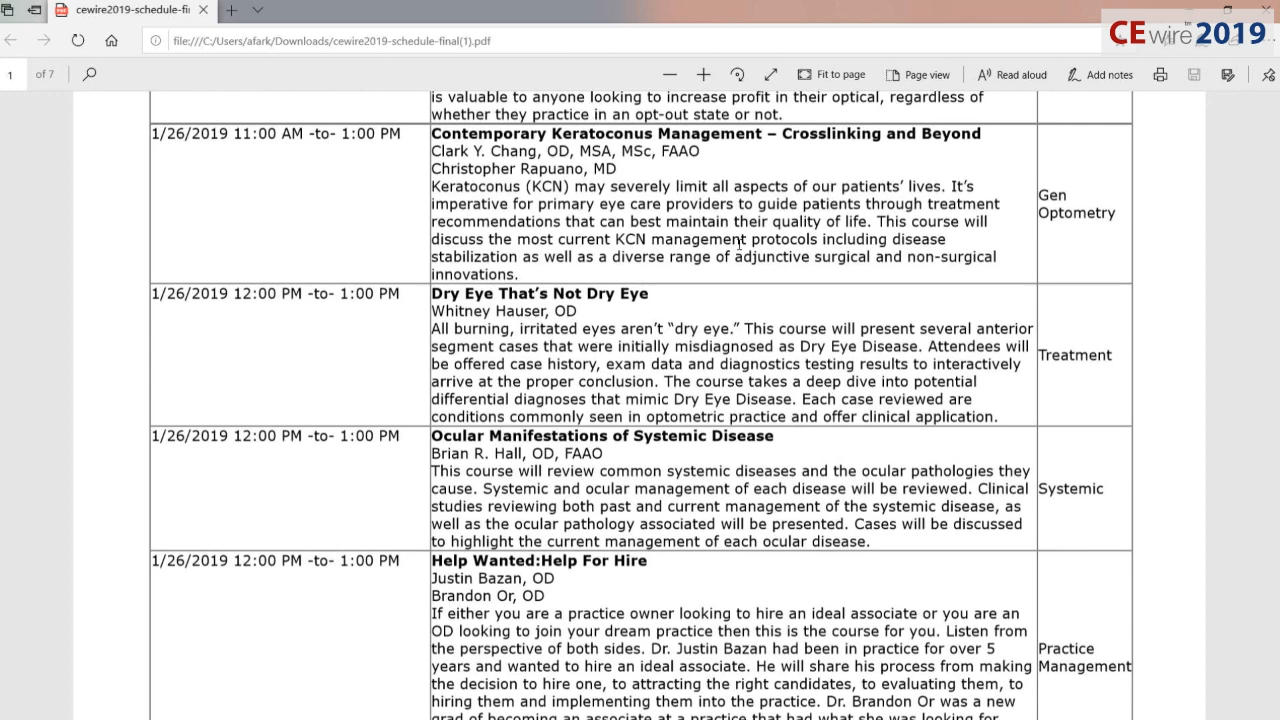 cewire2019-schedule-fi
CEwire 2019
file:///C:/Users/afark/Downloads/cewire2019-schedule-final(1).pdf
1 of 7 Fit to page Page view Read aloud Add notes
is valuable to anyone looking to increase profit in their optical, regardless of
whether they practice in an opt-out state or not.
1/26/2019 11:00 AM -to- 1:00 PM
Contemporary Keratoconus Management – Crosslinking and Beyond
Clark Y. Chang, OD, MSA, MSc, FAAO
Christopher Rapuano, MD
Keratoconus (KCN) may severely limit all aspects of our patients’ lives. It’s
imperative for primary eye care providers to guide patients through treatment
recommendations that can best maintain their quality of life. This course will
discuss the most current KCN management protocols including disease
stabilization as well as a diverse range of adjunctive surgical and non-surgical
innovations.
Gen
Optometry
1/26/2019 12:00 PM -to- 1:00 PM
Dry Eye That’s Not Dry Eye
Whitney Hauser, OD
All burning, irritated eyes aren’t “dry eye.” This course will present several anterior
segment cases that were initially misdiagnosed as Dry Eye Disease. Attendees will
be offered case history, exam data and diagnostics testing results to interactively
arrive at the proper conclusion. The course takes a deep dive into potential
differential diagnoses that mimic Dry Eye Disease. Each case reviewed are
conditions commonly seen in optometric practice and offer clinical application.
Treatment
1/26/2019 12:00 PM -to- 1:00 PM
Ocular Manifestations of Systemic Disease
Brian R. Hall, OD, FAAO
This course will review common systemic diseases and the ocular pathologies they
cause. Systemic and ocular management of each disease will be reviewed. Clinical
studies reviewing both past and current management of the systemic disease, as
well as the ocular pathology associated will be presented. Cases will be discussed
to highlight the current management of each ocular disease.
Systemic
1/26/2019 12:00 PM -to- 1:00 PM
Help Wanted:Help For Hire
Justin Bazan, OD
Brandon Or, OD
If either you are a practice owner looking to hire an ideal associate or you are an
OD looking to join your dream practice then this is the course for you. Listen from
the perspective of both sides. Dr. Justin Bazan had been in practice for over 5
years and wanted to hire an ideal associate. He will share his process from making
the decision to hire one, to attracting the right candidates, to evaluating them, to
hiring them and implementing them into the practice. Dr. Brandon Or was a new
grad of becoming an associate at a practice that had what she was looking for.
Practice
Management